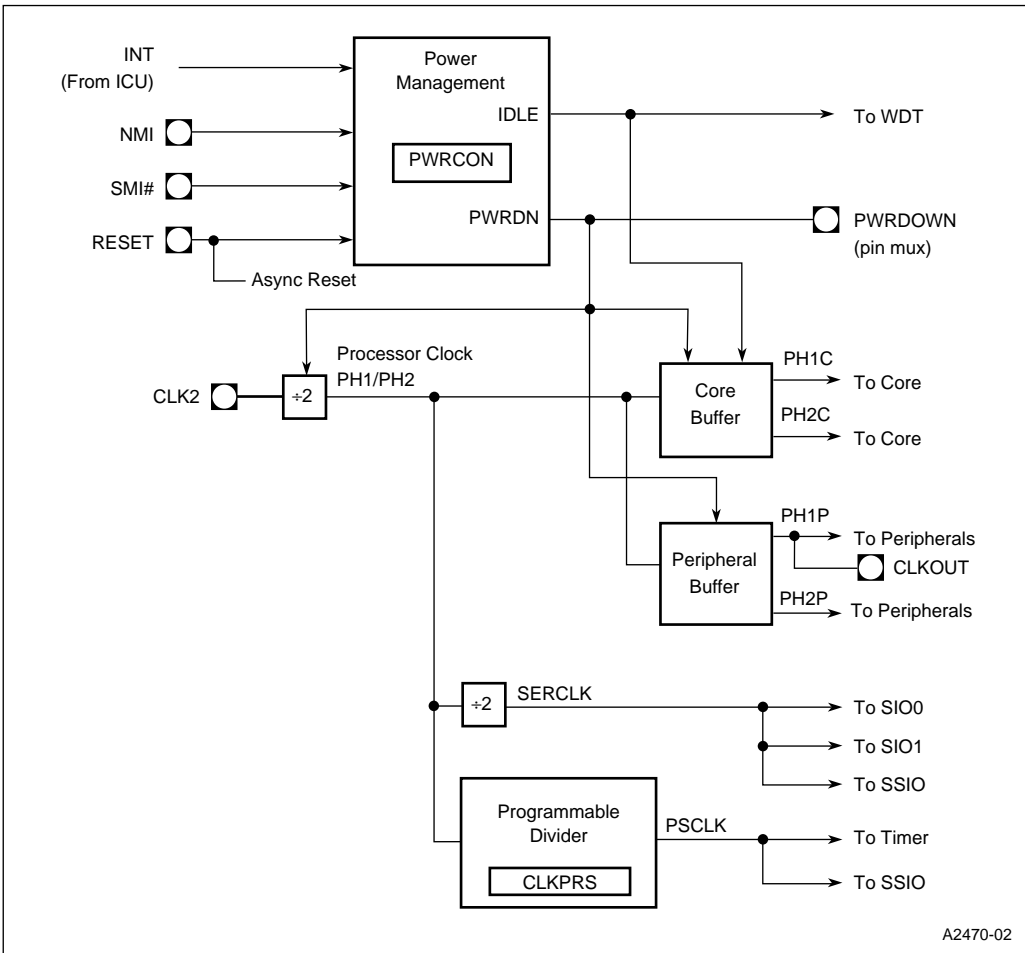 INT
(From ICU)
NMI
SMI#
RESET
Async Reset
Power
Management
IDLE
PWRCON
PWRDN
To WDT
PWRDOWN
(pin mux)
CLK2
÷2
Processor Clock
PH1/PH2
Core
Buffer
PH1C
To Core
PH2C
To Core
Peripheral
Buffer
PH1P
To Peripherals
CLKOUT
PH2P
To Peripherals
÷2
SERCLK
To SIO0
To SIO1
To SSIO
Programmable
Divider
CLKPRS
PSCLK
To Timer
To SSIO
A2470-02